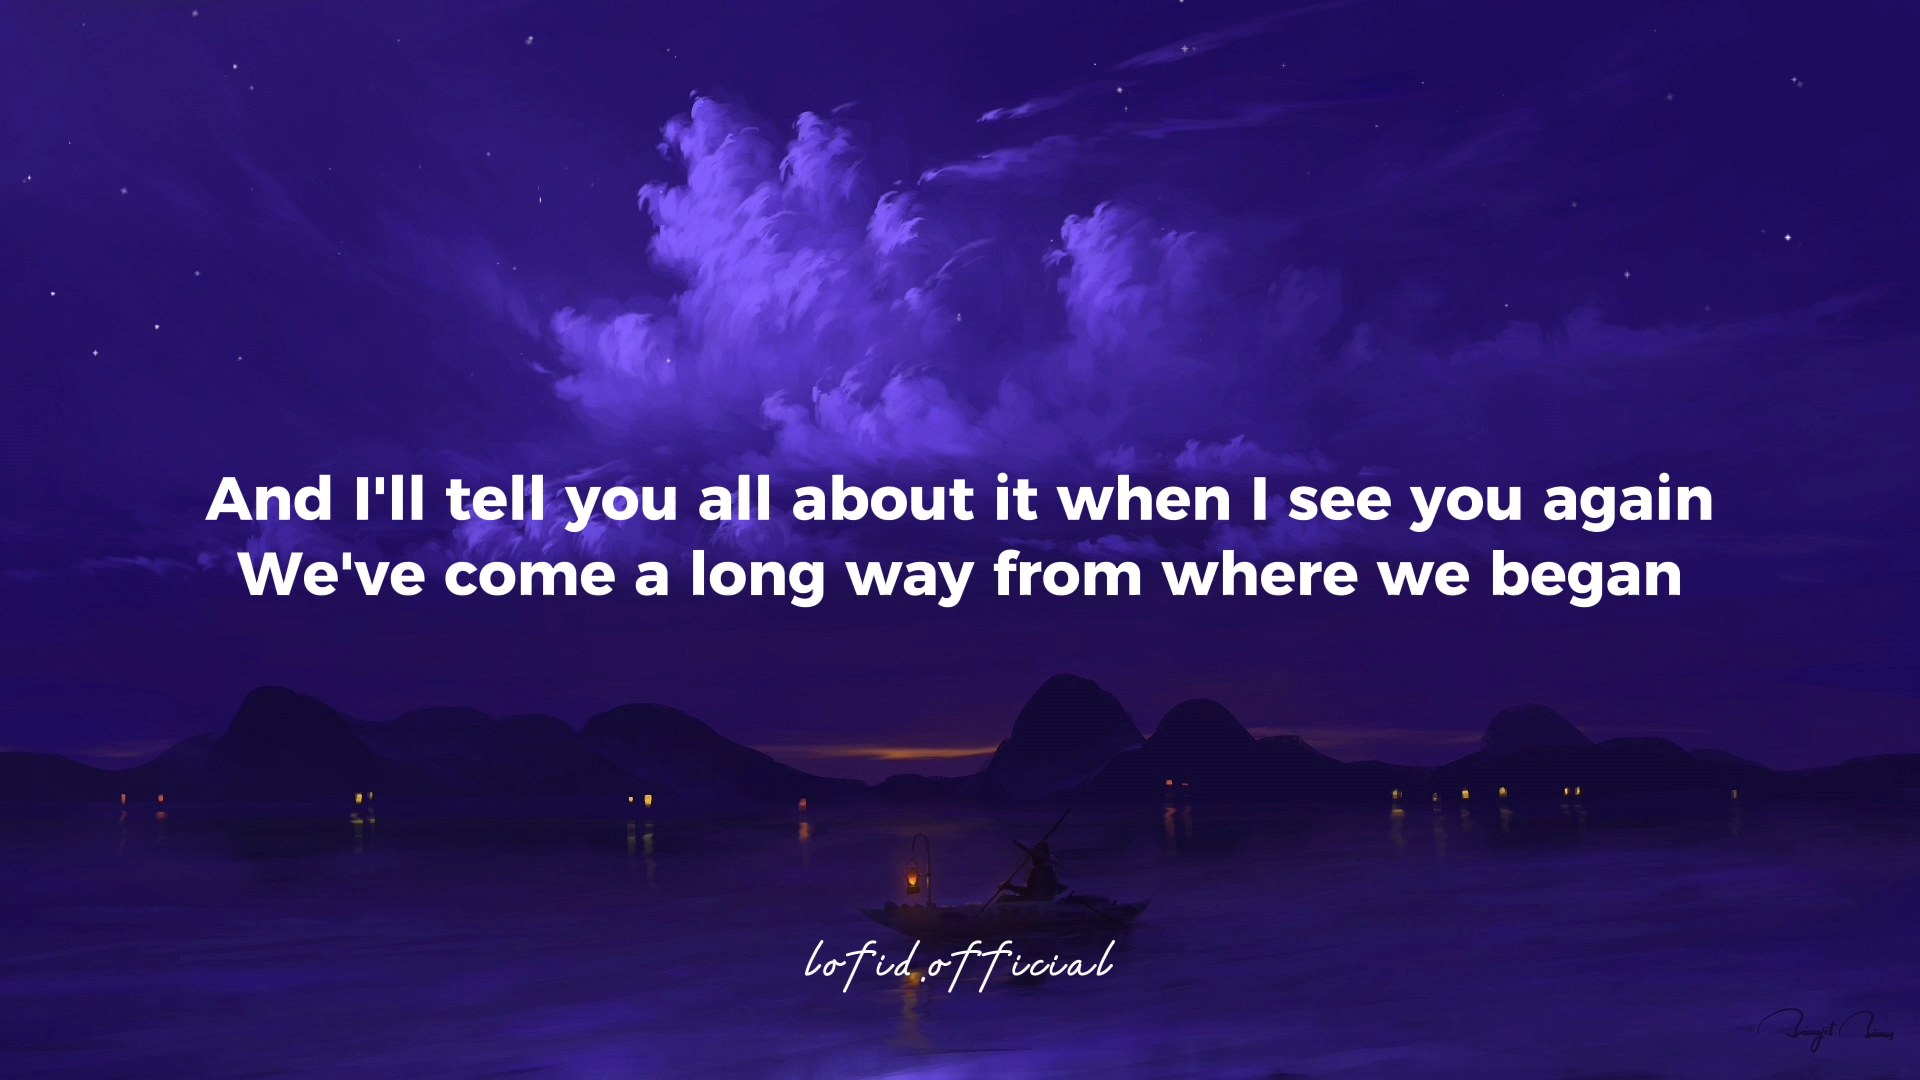 And I'll tell you all about it when I see you again
We've come a long way from where we began
lofid.official